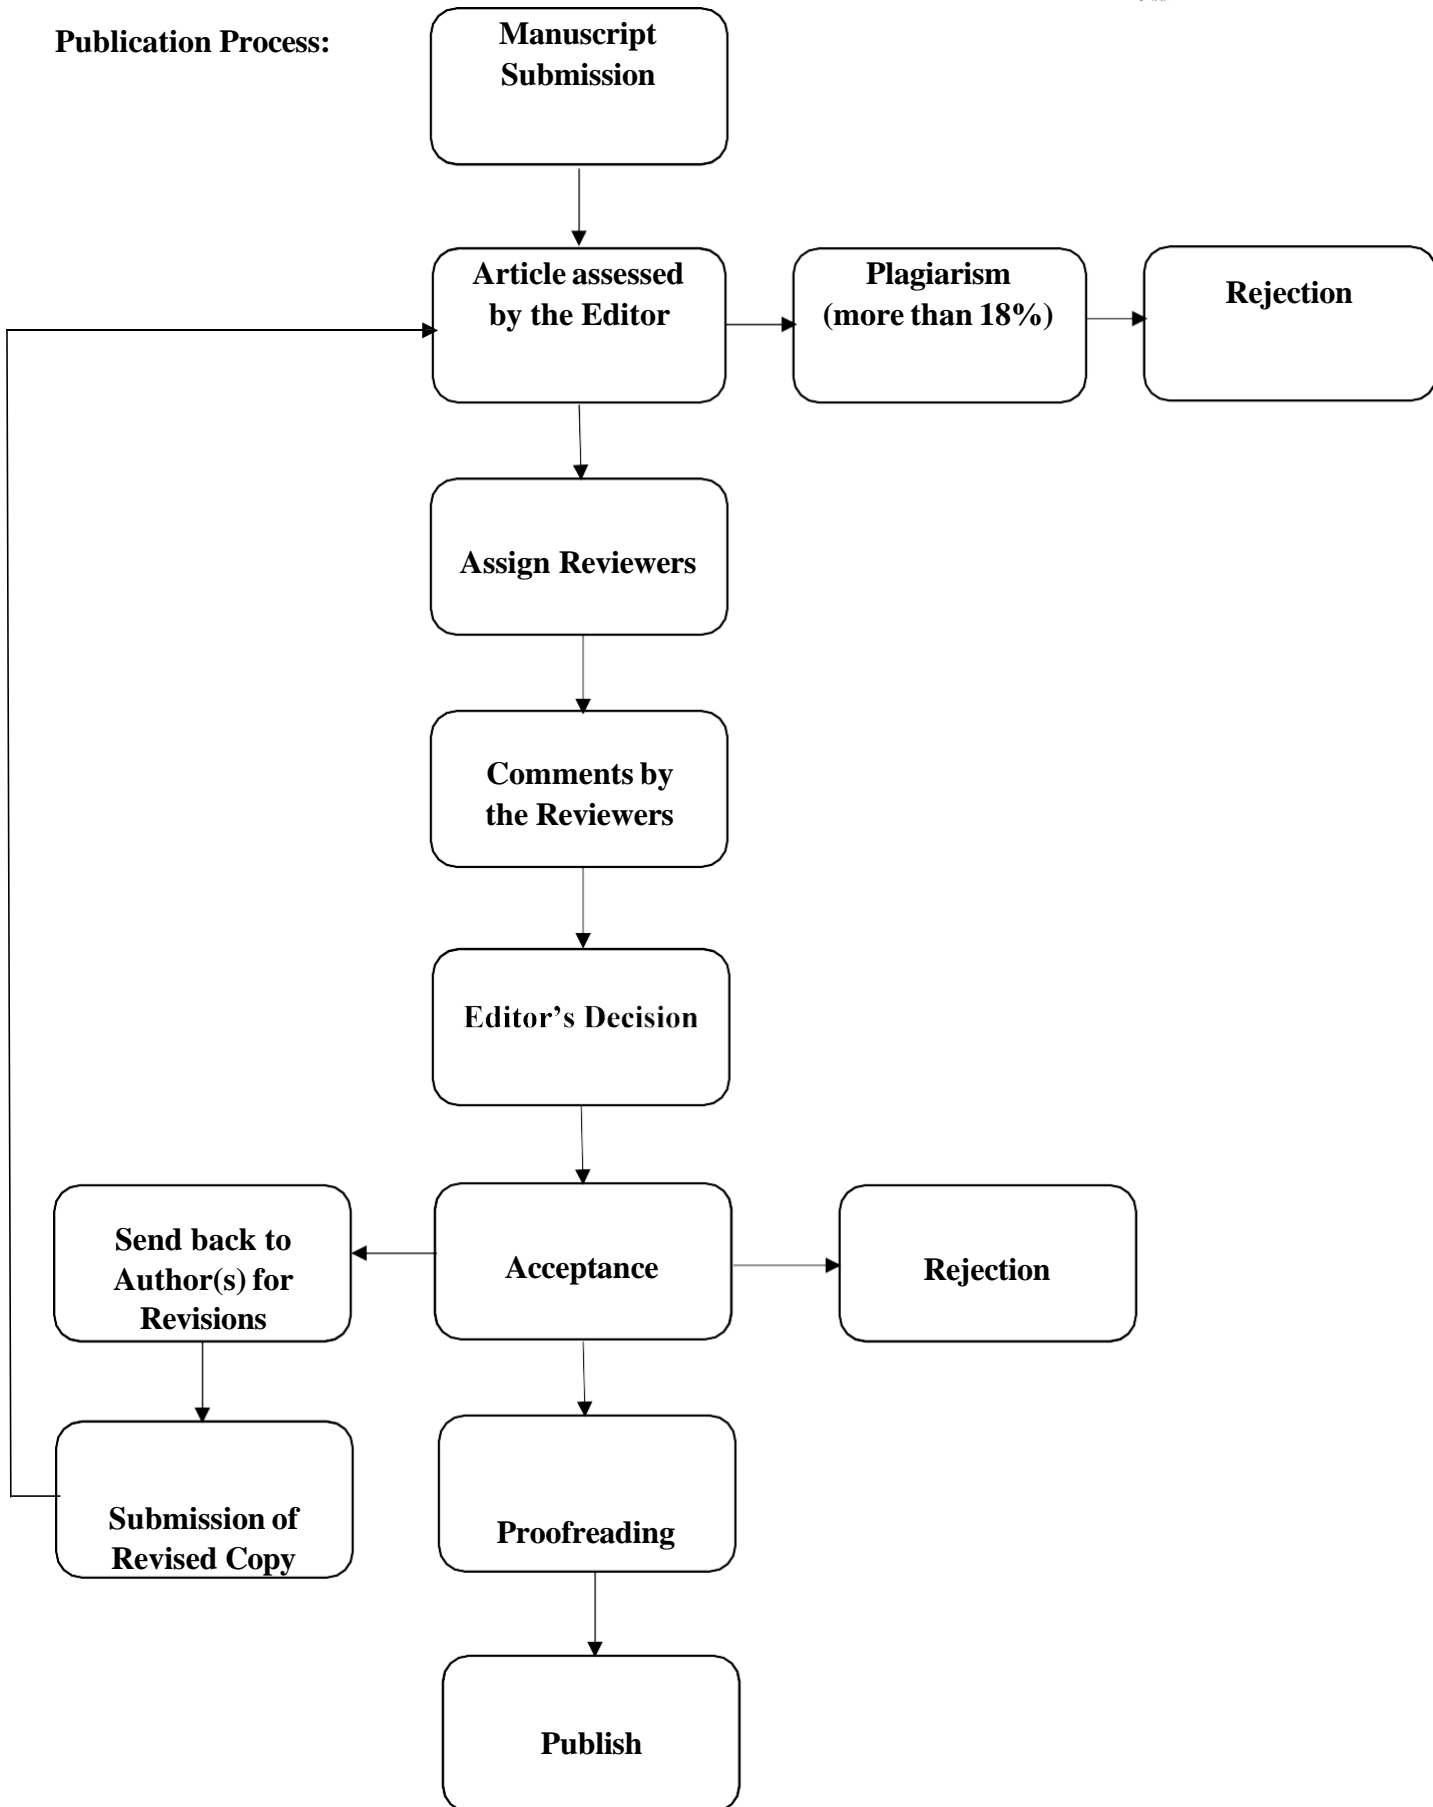 Publication Process:
Manuscript
Submission
Article assessed
by the Editor
Plagiarism
(more than 18%)
Rejection
Assign Reviewers
Comments by
the Reviewers
Editor’s Decision
Send back to
Author(s) for
Revisions
Acceptance
Rejection
Submission of
Revised Copy
Proofreading
Publish